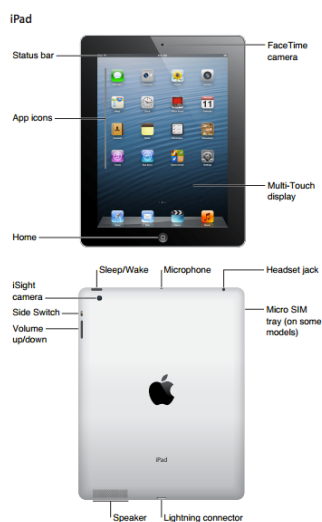 iPad
Status bar
FaceTime
camera
App icons
11
Multi-Touch
display
Home
Sleep/Wake
Microphone
Headset jack
iSight
camera
Side Switch
Volume
up/down
Micro SIM
tray (on some
models)
iPad
Speaker
Lightning connector